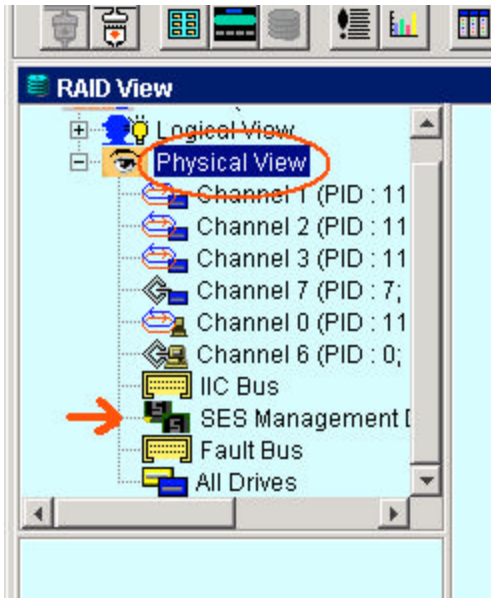 RAID View
Logical View
Physical View
Channel 1 (PID : 11
Channel 2 (PID : 11
Channel 3 (PID : 11
Channel 7 (PID : 7;
Channel 0 (PID : 11
Channel 6 (PID : 0;
IIC Bus
SES Management
Fault Bus
All Drives